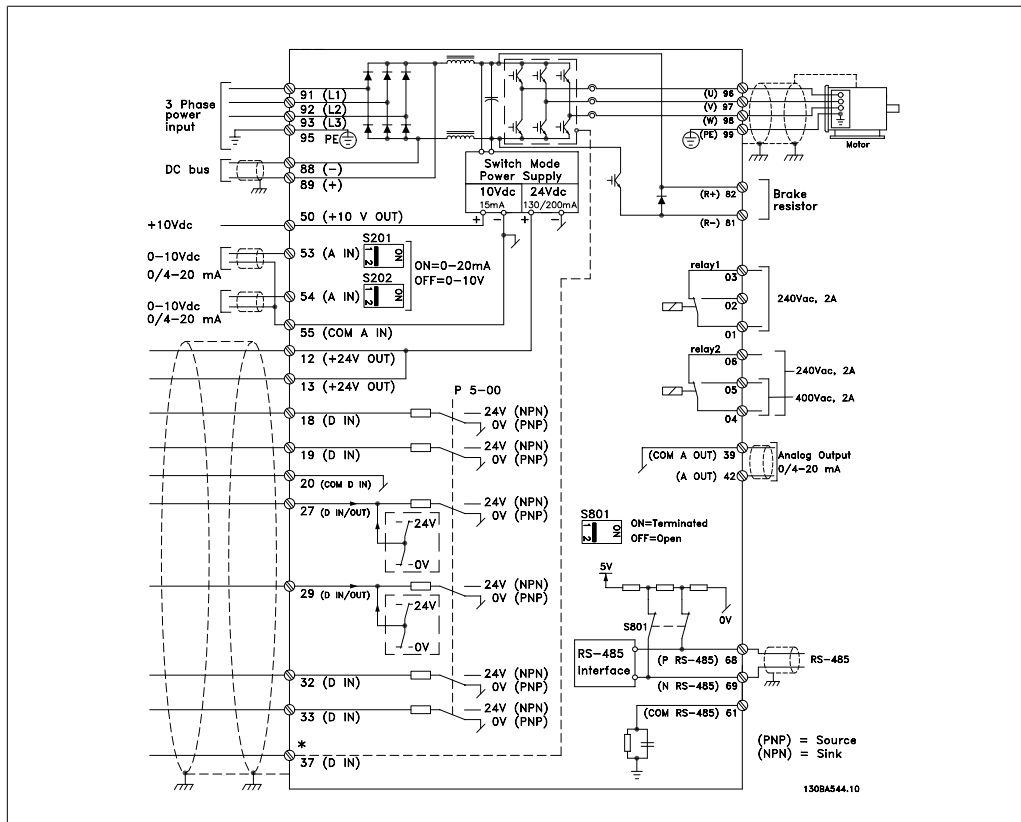 3 Phase
power
input
91 (L1)
92 (L2)
93 (L3)
95 PE
DC bus
88 (-)
89 (+)
+10Vdc
50 (+10 V OUT)
0-10Vdc
0/4-20 mA
53 (A IN)
S201
ON
1 2
0-10Vdc
0/4-20 mA
54 (A IN)
S202
ON
1 2
ON=0-20mA
OFF=0-10V
55 (COM A IN)
12 (+24V OUT)
13 (+24V OUT)
Switch Mode
Power Supply
10Vdc
15mA
24Vdc
130/200mA
+ - + -
P 5-00
18 (D IN)
24V (NPN)
0V (PNP)
19 (D IN)
24V (NPN)
0V (PNP)
20 (COM D IN)
27 (D IN/OUT)
24V (NPN)
0V (PNP)
24V
0V
29 (D IN/OUT)
24V (NPN)
0V (PNP)
24V
0V
32 (D IN)
24V (NPN)
0V (PNP)
33 (D IN)
24V (NPN)
0V (PNP)
*
37 (D IN)
(U) 96
(V) 97
(W) 98
(PE) 99
Motor
(R+) 82
(R-) 81
Brake
resistor
relay1
03
02
01
240Vac, 2A
relay2
06
05
04
240Vac, 2A
400Vac, 2A
(COM A OUT) 39
(A OUT) 42
Analog Output
0/4-20 mA
S801
ON
1 2
ON=Terminated
OFF=Open
5V
S801
0V
RS-485
Interface
(P RS-485) 68
(N RS-485) 69
(COM RS-485) 61
RS-485
(PNP) = Source
(NPN) = Sink
130BA544.10